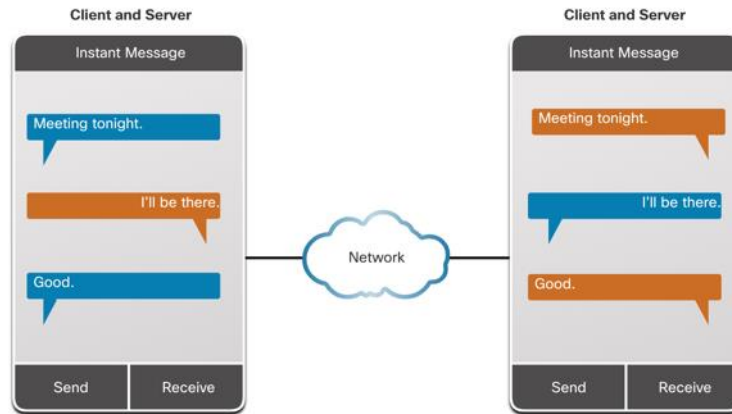 Client and Server
Instant Message
Meeting tonight.
I'll be there.
Good.
Send
Receive
Network
Client and Server
Instant Message
Meeting tonight.
I'll be there.
Good.
Send
Receive